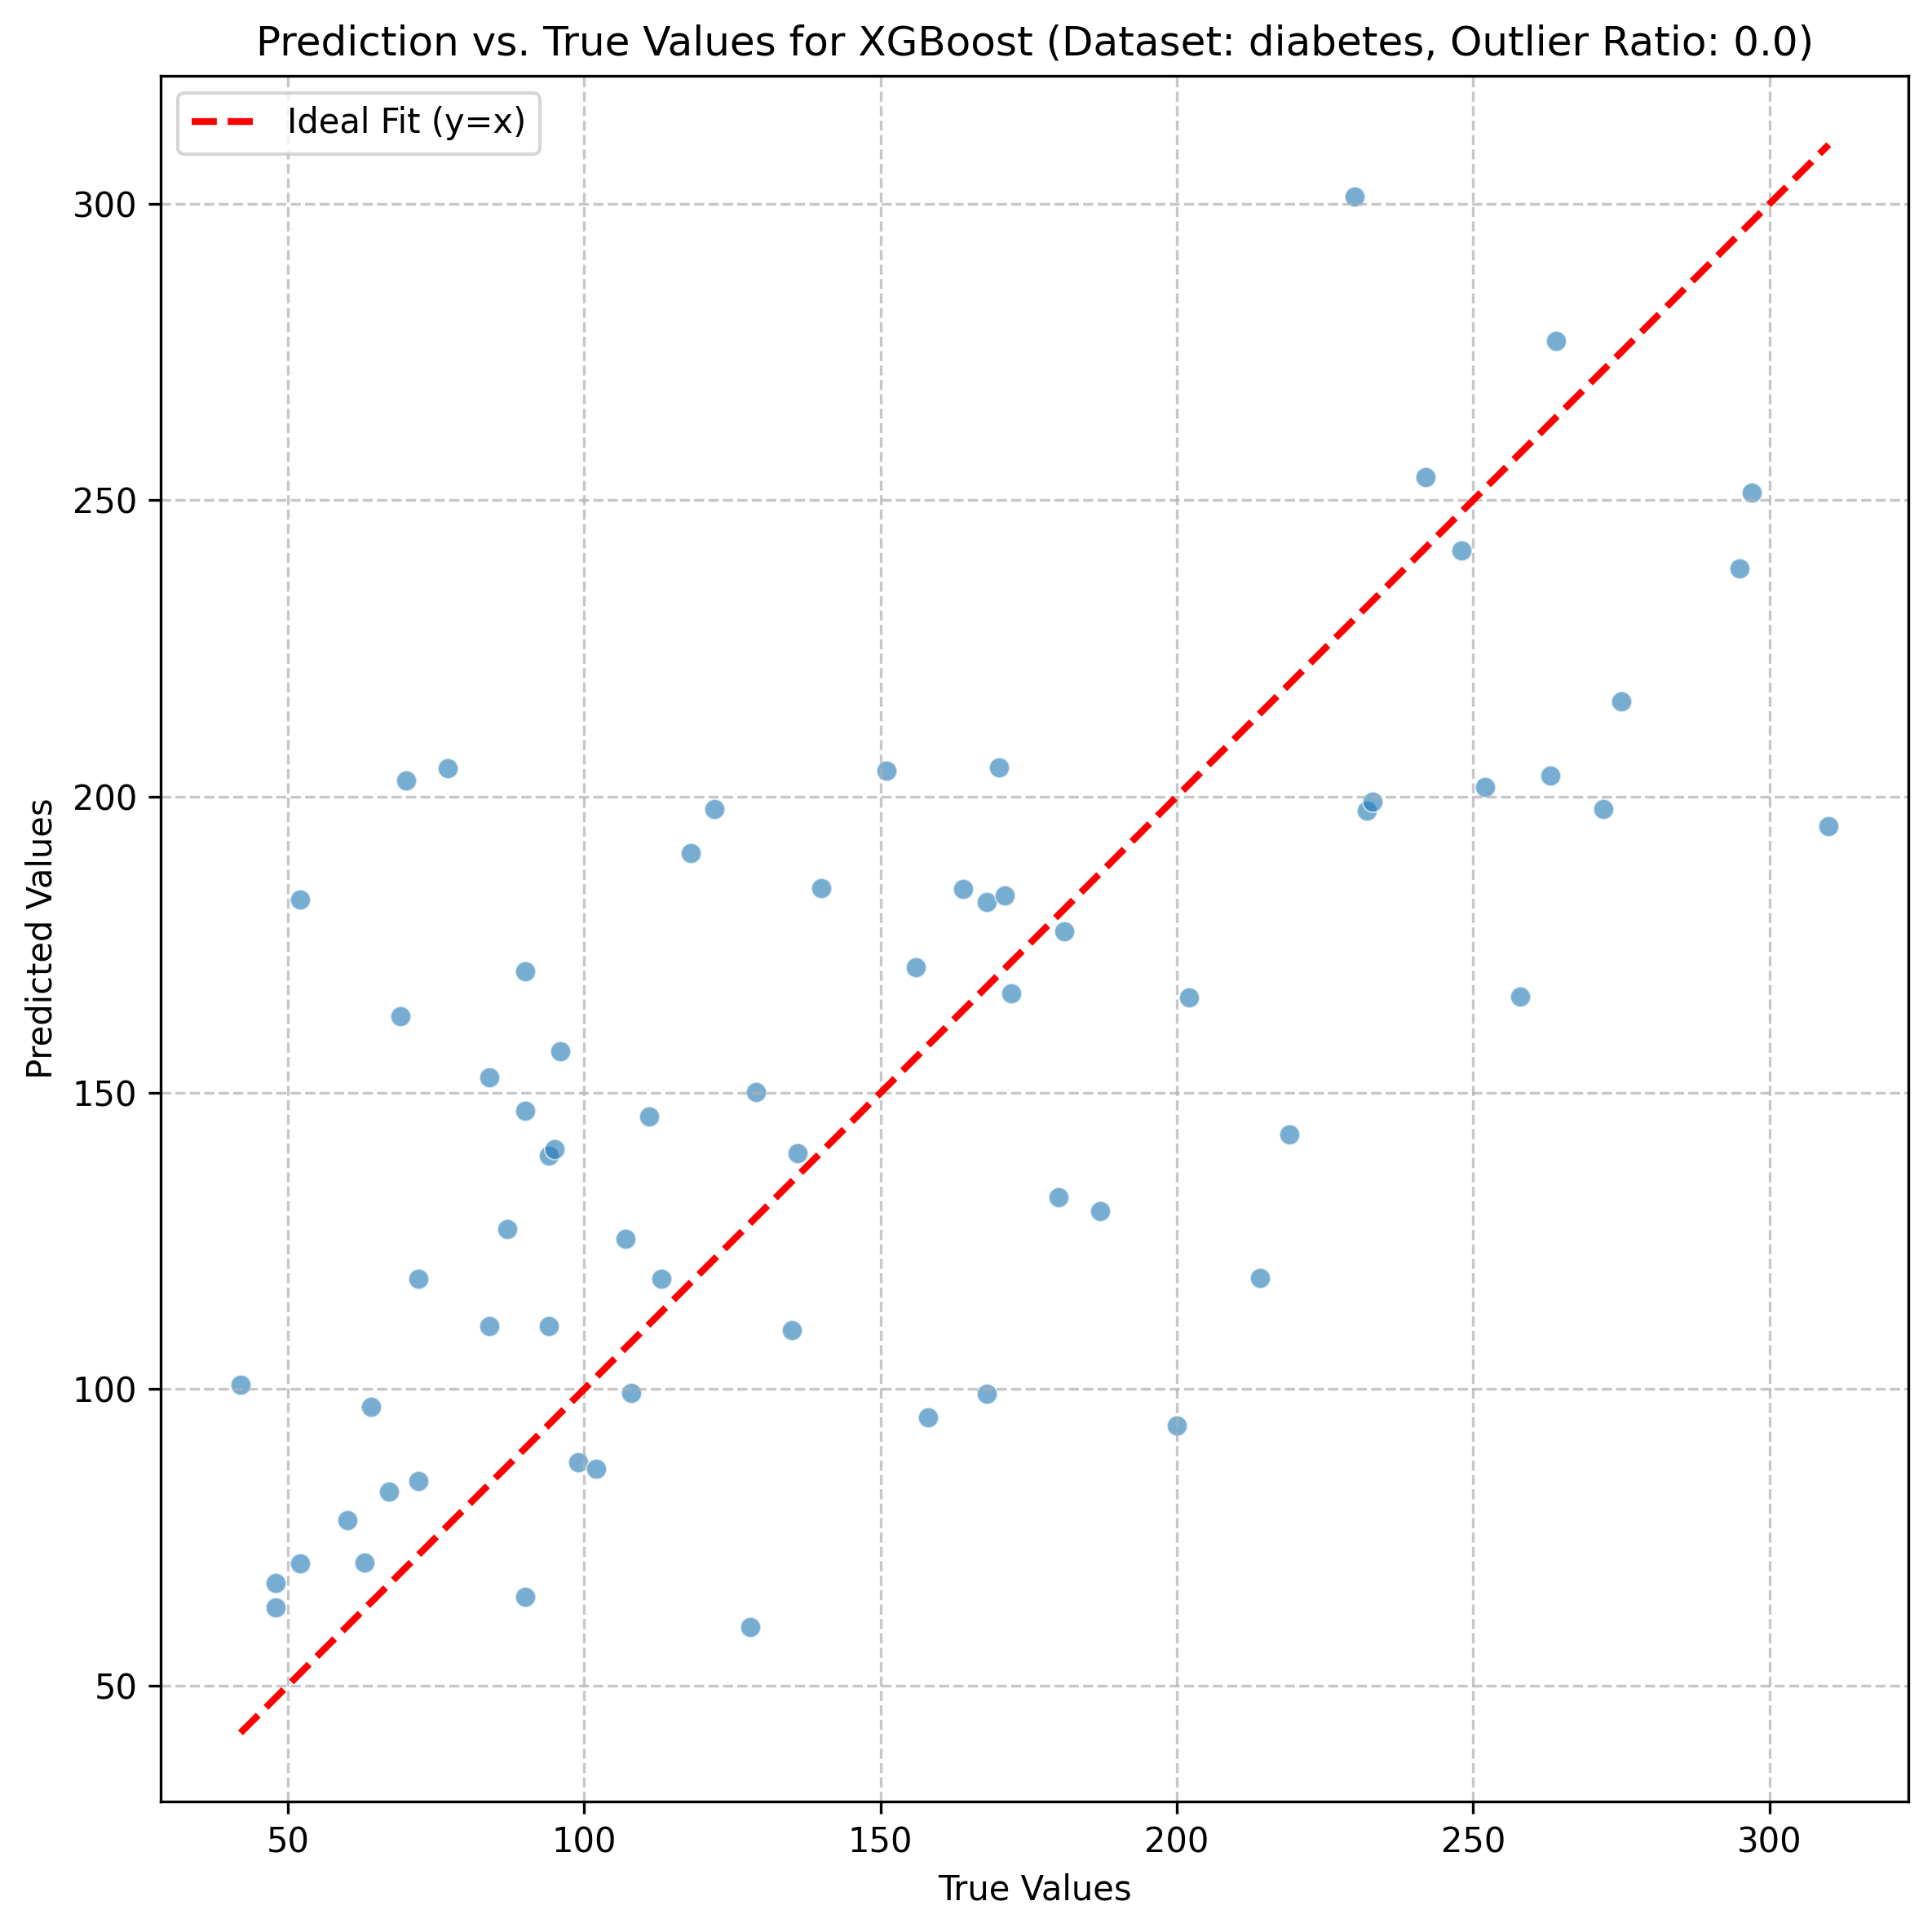 Prediction vs. True Values for XGBoost (Dataset: diabetes, Outlier Ratio: 0.0)
Ideal Fit (y=x)
300
250
200
150
100
50
Predicted Values
50 100 150 200 250 300
True Values